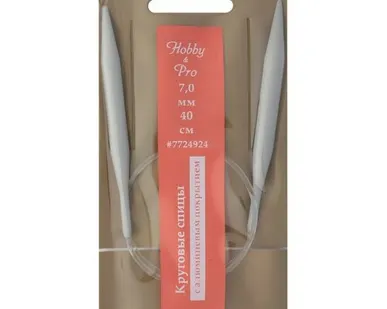 Hobby
&
Pro
7,0
мм
40
см
#7724924
Круговые спицы
с алюминиевым покрытием